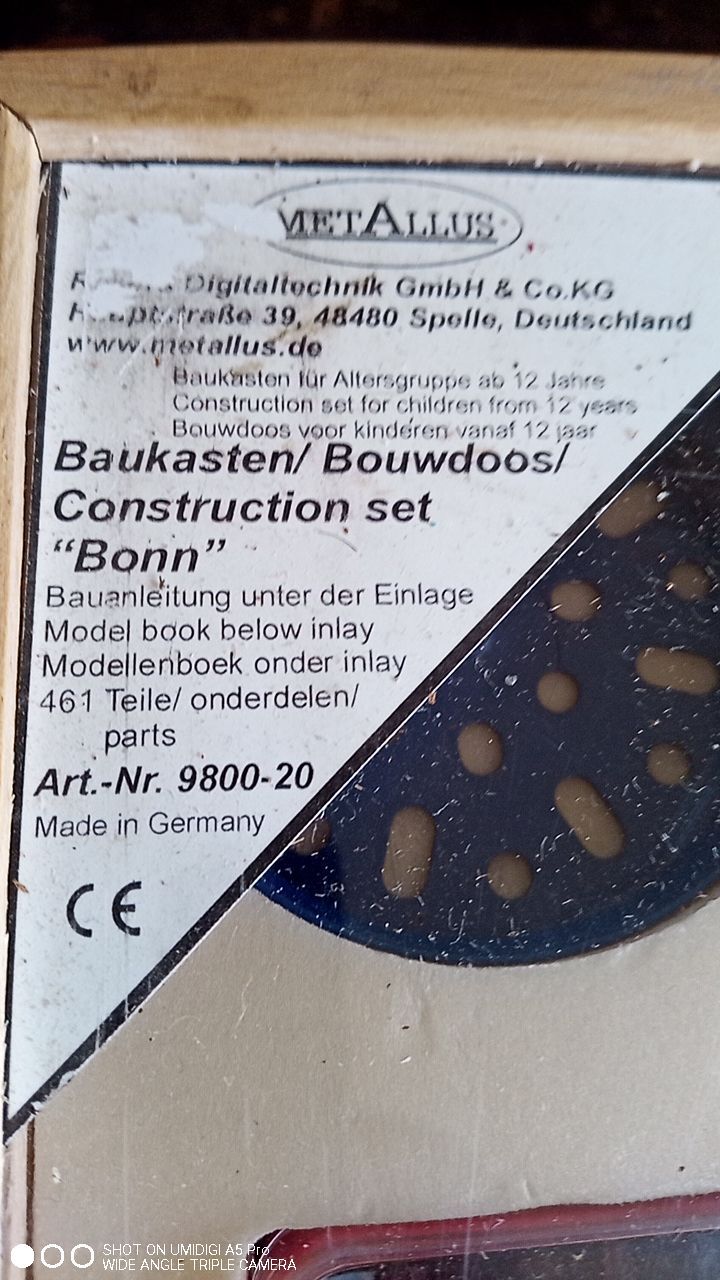 METALLUS
Digitaltechnik GmbH & Co.KG
39, 48480 Spelle, Deutschland
www.metallus.de
Baukasten für Altersgruppe ab 12 Jahre
Construction set for children from 12 years
Bouwdoos voor kinderen vanaf 12 jaar
Baukasten/ Bouwdoos/
Construction set
“Bonn”
Bauanleitung unter der Einlage
Model book below inlay
Modellenboek onder inlay
461 Teile/ onderdelen/
parts
Art.-Nr. 9800-20
Made in Germany
CE
SHOT ON UMIDIGI A5 Pro
WIDE ANGLE TRIPLE CAMERA